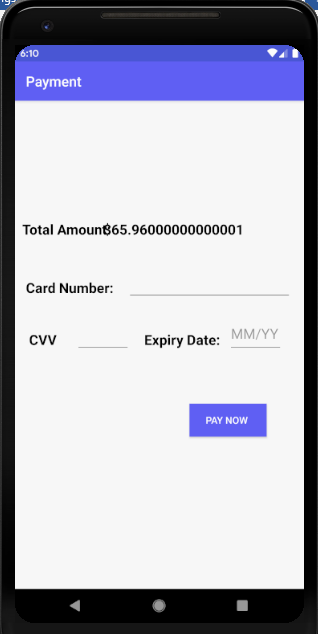 6:10
Payment
Total Amount$65.96000000000001
Card Number:
CVV Expiry Date: MM/YY
PAY NOW